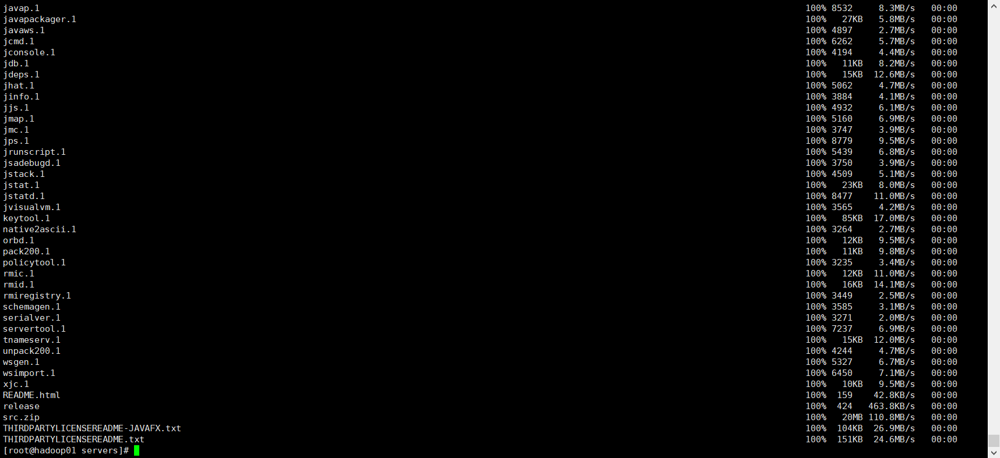 javap.1 100% 8532 8.3MB/s 00:00
javapackager.1 100% 27KB 5.8MB/s 00:00
javaws.1 100% 4897 2.7MB/s 00:00
jcmd.1 100% 6262 5.7MB/s 00:00
jconsole.1 100% 4194 4.4MB/s 00:00
jdb.1 100% 11KB 8.2MB/s 00:00
jdeps.1 100% 15KB 12.6MB/s 00:00
jhat.1 100% 5062 4.7MB/s 00:00
jinfo.1 100% 3884 4.1MB/s 00:00
jjs.1 100% 4932 6.1MB/s 00:00
jmap.1 100% 5160 6.9MB/s 00:00
jmc.1 100% 3747 3.9MB/s 00:00
jps.1 100% 8779 9.5MB/s 00:00
jrunscript.1 100% 5439 6.8MB/s 00:00
jsadebugd.1 100% 3750 3.9MB/s 00:00
jstack.1 100% 4509 5.1MB/s 00:00
jstat.1 100% 23KB 8.0MB/s 00:00
jstatd.1 100% 8477 11.0MB/s 00:00
jvisualvm.1 100% 3565 4.2MB/s 00:00
keytool.1 100% 85KB 17.0MB/s 00:00
native2ascii.1 100% 3264 2.7MB/s 00:00
orbd.1 100% 12KB 9.5MB/s 00:00
pack200.1 100% 11KB 9.8MB/s 00:00
policytool.1 100% 3235 3.4MB/s 00:00
rmic.1 100% 12KB 11.0MB/s 00:00
rmid.1 100% 16KB 14.1MB/s 00:00
rmiregistry.1 100% 3449 2.5MB/s 00:00
schemagen.1 100% 3585 3.1MB/s 00:00
serialver.1 100% 3271 2.0MB/s 00:00
servertool.1 100% 7237 6.9MB/s 00:00
tnameserv.1 100% 15KB 12.0MB/s 00:00
unpack200.1 100% 4244 4.7MB/s 00:00
wsgen.1 100% 5327 6.7MB/s 00:00
wsimport.1 100% 6450 7.1MB/s 00:00
xjc.1 100% 10KB 9.5MB/s 00:00
README.html 100% 159 42.8KB/s 00:00
release 100% 424 463.8KB/s 00:00
src.zip 100% 20MB 110.8MB/s 00:00
THIRDPARTYLICENSEREADME-JAVAFX.txt 100% 104KB 26.9MB/s 00:00
THIRDPARTYLICENSEREADME.txt 100% 151KB 24.6MB/s 00:00
[root@hadoop01 servers]#